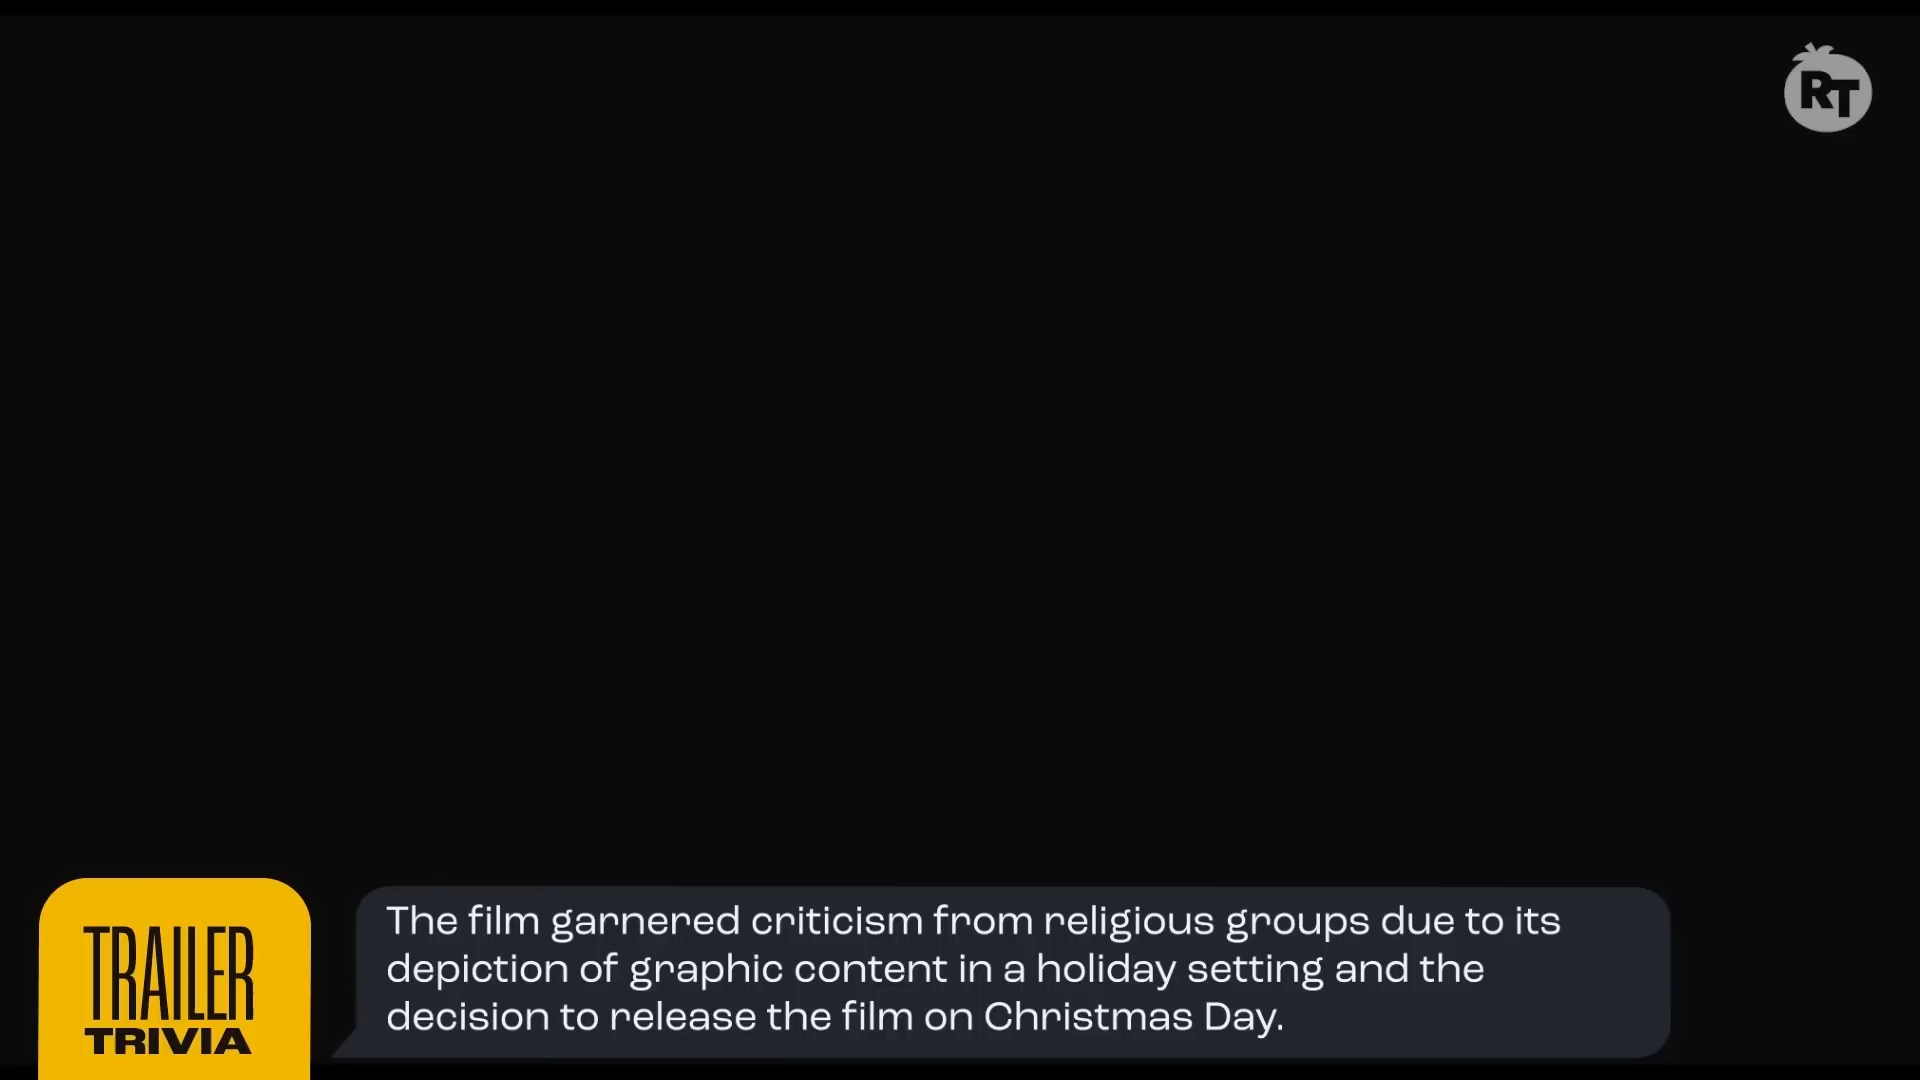 RT
TRAILER
TRIVIA
The film garnered criticism from religious groups due to its
depiction of graphic content in a holiday setting and the
decision to release the film on Christmas Day.